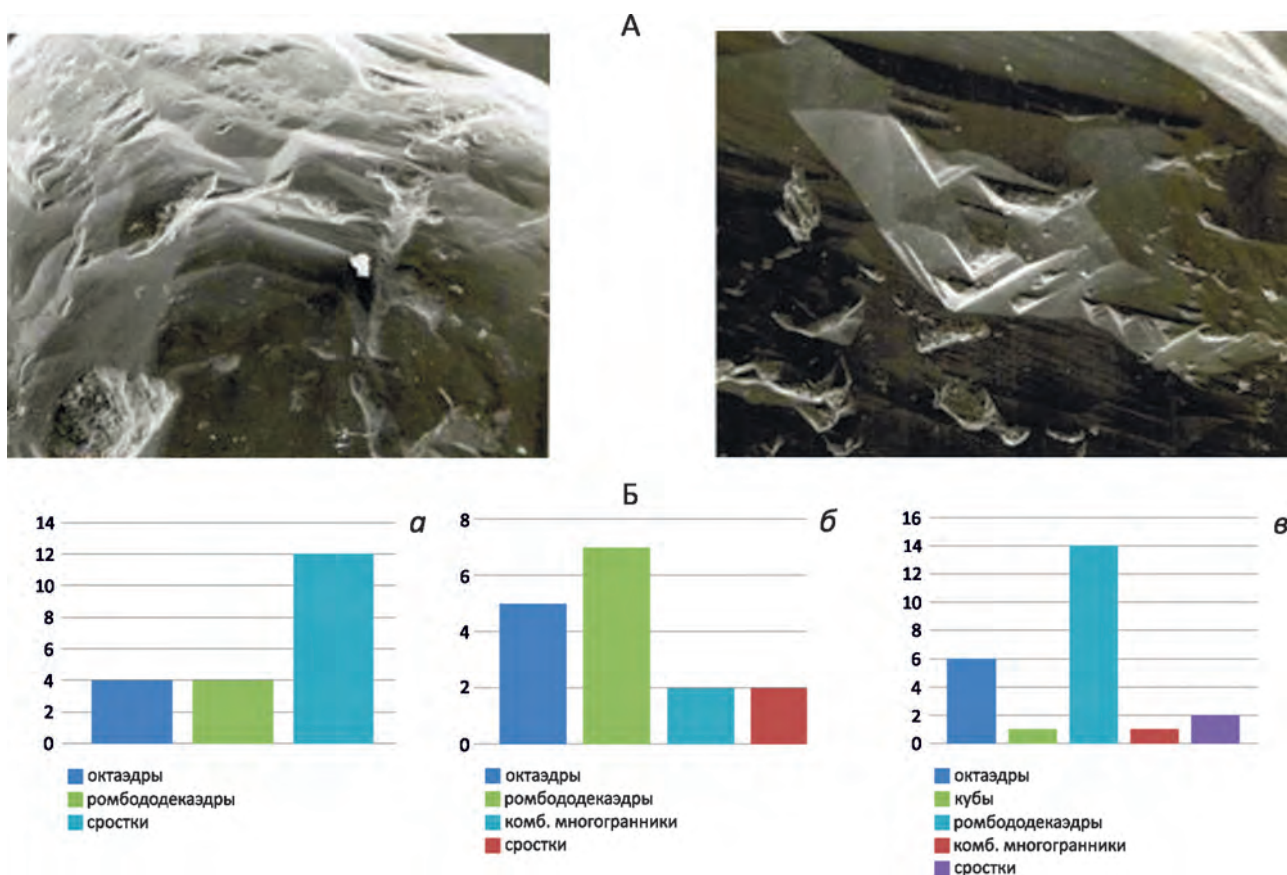 А
Б
а
14
12
10
8
6
4
2
0
октаэдры
ромбододекаэдры
сростки
б
8
6
4
2
0
октаэдры
ромбододекаэдры
комб. многогранники
сростки
в
16
14
12
10
8
6
4
2
0
октаэдры
кубы
ромбододекаэдры
комб. многогранники
сростки